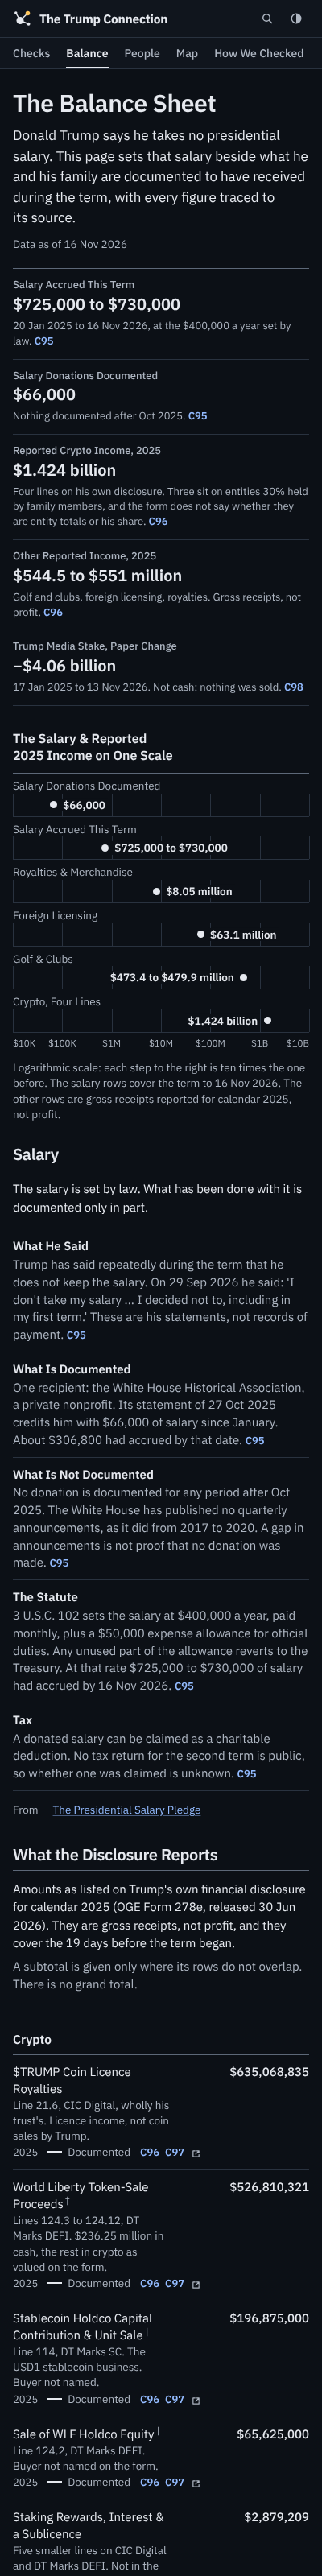 The Trump Connection
Checks Balance People Map How We Checked
The Balance Sheet
Donald Trump says he takes no presidential
salary. This page sets that salary beside what he
and his family are documented to have received
during the term, with every figure traced to
its source.
Data as of 16 Nov 2026
Salary Accrued This Term
$725,000 to $730,000
20 Jan 2025 to 16 Nov 2026, at the $400,000 a year set by
law. C95
Salary Donations Documented
$66,000
Nothing documented after Oct 2025. C95
Reported Crypto Income, 2025
$1.424 billion
Four lines on his own disclosure. Three sit on entities 30% held
by family members, and the form does not say whether they
are entity totals or his share. C96
Other Reported Income, 2025
$544.5 to $551 million
Golf and clubs, foreign licensing, royalties. Gross receipts, not
profit. C96
Trump Media Stake, Paper Change
−$4.06 billion
17 Jan 2025 to 13 Nov 2026. Not cash: nothing was sold. C98
The Salary & Reported
2025 Income on One Scale
Salary Donations Documented
$66,000
Salary Accrued This Term
$725,000 to $730,000
Royalties & Merchandise
$8.05 million
Foreign Licensing
$63.1 million
Golf & Clubs
$473.4 to $479.9 million
Crypto, Four Lines
$1.424 billion
$10K $100K $1M $10M $100M $1B $10B
Logarithmic scale: each step to the right is ten times the one
before. The salary rows cover the term to 16 Nov 2026. The
other rows are gross receipts reported for calendar 2025,
not profit.
Salary
The salary is set by law. What has been done with it is
documented only in part.
What He Said
Trump has said repeatedly during the term that he
does not keep the salary. On 29 Sep 2026 he said: 'I
don't take my salary ... I decided not to, including in
my first term.' These are his statements, not records of
payment. C95
What Is Documented
One recipient: the White House Historical Association,
a private nonprofit. Its statement of 27 Oct 2025
credits him with $66,000 of salary since January.
About $306,800 had accrued by that date. C95
What Is Not Documented
No donation is documented for any period after Oct
2025. The White House has published no quarterly
announcements, as it did from 2017 to 2020. A gap in
announcements is not proof that no donation was
made. C95
The Statute
3 U.S.C. 102 sets the salary at $400,000 a year, paid
monthly, plus a $50,000 expense allowance for official
duties. Any unused part of the allowance reverts to the
Treasury. At that rate $725,000 to $730,000 of salary
had accrued by 16 Nov 2026. C95
Tax
A donated salary can be claimed as a charitable
deduction. No tax return for the second term is public,
so whether one was claimed is unknown. C95
From The Presidential Salary Pledge
What the Disclosure Reports
Amounts as listed on Trump's own financial disclosure
for calendar 2025 (OGE Form 278e, released 30 Jun
2026). They are gross receipts, not profit, and they
cover the 19 days before the term began.
A subtotal is given only where its rows do not overlap.
There is no grand total.
Crypto
$TRUMP Coin Licence $635,068,835
Royalties
Line 21.6, CIC Digital, wholly his
trust's. Licence income, not coin
sales by Trump.
2025 Documented C96 C97
World Liberty Token-Sale $526,810,321
Proceeds †
Lines 124.3 to 124.12, DT
Marks DEFI. $236.25 million in
cash, the rest in crypto as
valued on the form.
2025 Documented C96 C97
Stablecoin Holdco Capital $196,875,000
Contribution & Unit Sale †
Line 114, DT Marks SC. The
USD1 stablecoin business.
Buyer not named.
2025 Documented C96 C97
Sale of WLF Holdco Equity † $65,625,000
Line 124.2, DT Marks DEFI.
Buyer not named on the form.
2025 Documented C96 C97
Staking Rewards, Interest & $2,879,209
a Sublicence
Five smaller lines on CIC Digital
and DT Marks DEFI. Not in the